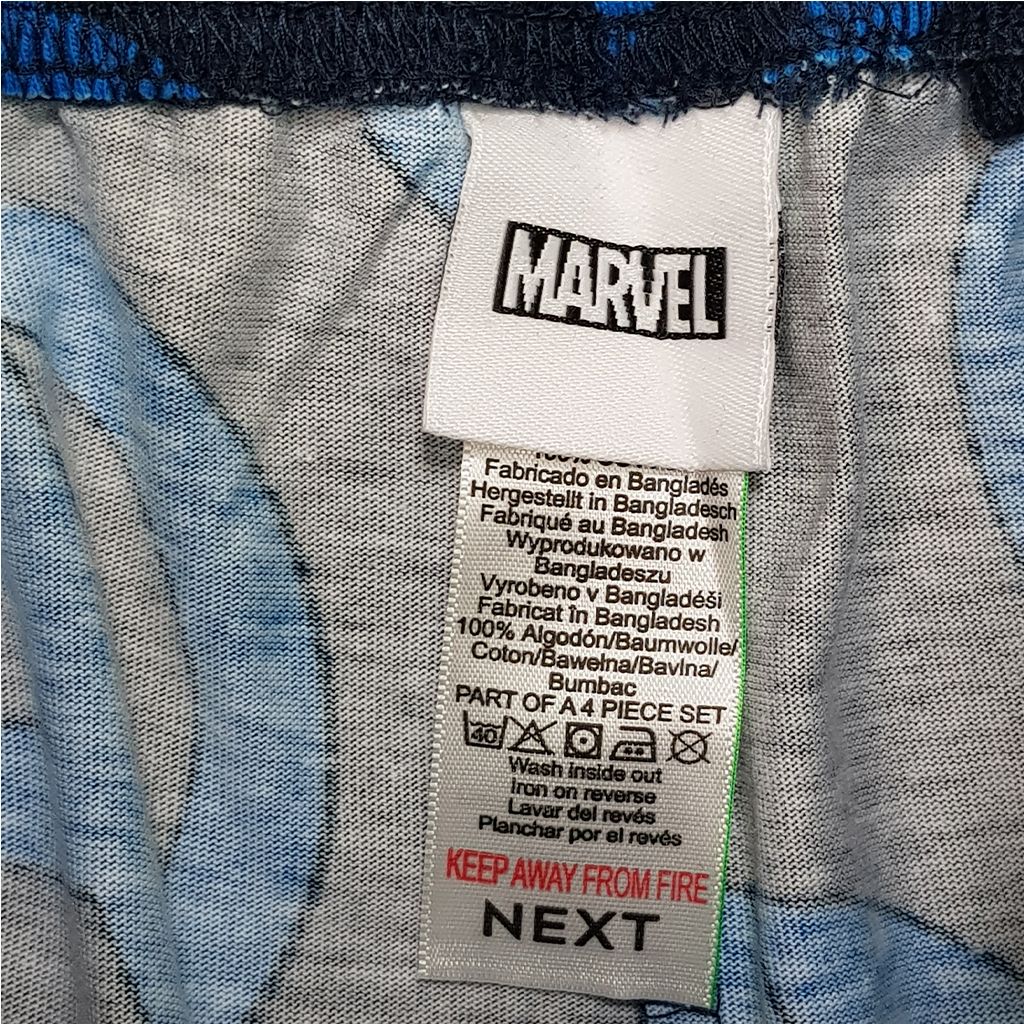 MARVEL
Fabricado en Bangladés
Hergestellt in Bangladesch
Fabriqué au Bangladesh
Wyprodukowano w
Bangladeszu
Vyrobeno v Bangladéši
Fabricat în Bangladesh
100% Algodón/Baumwolle/
Coton/Bawełna/Bavlna/
Bumbac
PART OF A 4 PIECE SET
40
Wash inside out
Iron on reverse
Lavar del revés
Planchar por el revés
KEEP AWAY FROM FIRE
NEXT